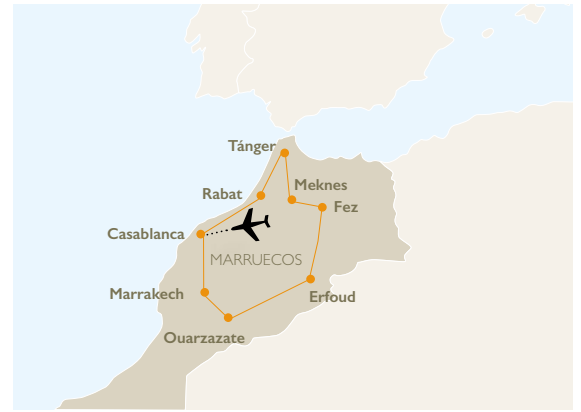 Tánger
Meknes
Rabat
Fez
Casablanca
MARRUECOS
Marrakech
Erfoud
Ouarzazate